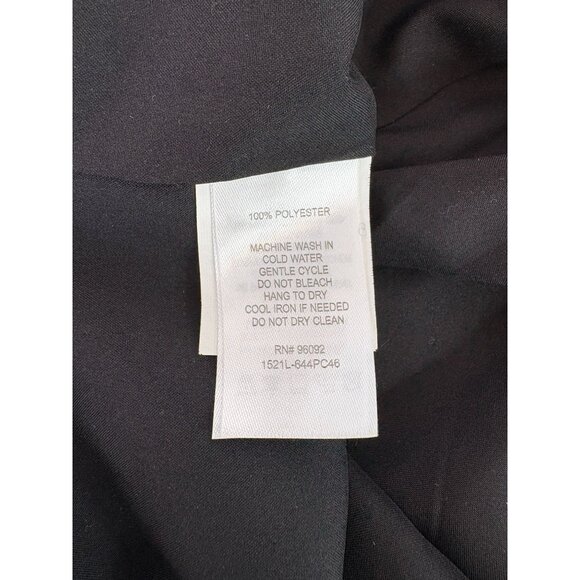 100% POLYESTER
MACHINE WASH IN
COLD WATER
GENTLE CYCLE
DO NOT BLEACH
HANG TO DRY
COOL IRON IF NEEDED
DO NOT DRY CLEAN
RN# 96092
1521L-644PC46